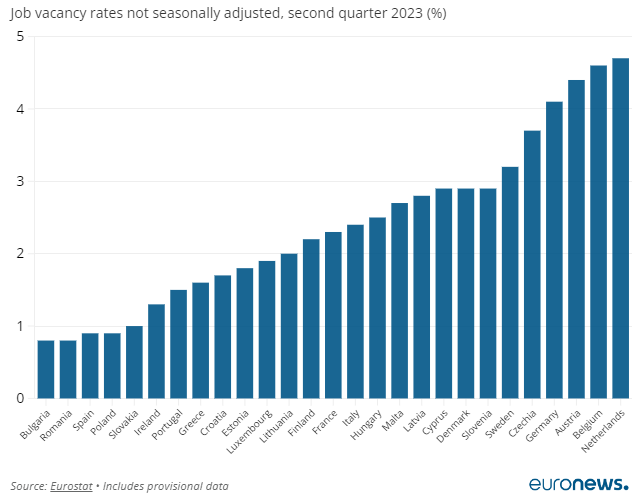 Job vacancy rates not seasonally adjusted, second quarter 2023 (%)
5
4
3
2
1
0
Bulgaria
Romania
Spain
Poland
Slovakia
Ireland
Portugal
Greece
Croatia
Estonia
Luxembourg
Lithuania
Finland
France
Italy
Hungary
Malta
Latvia
Cyprus
Denmark
Slovenia
Sweden
Czechia
Germany
Austria
Belgium
Netherlands
Source: Eurostat • Includes provisional data
euronews.